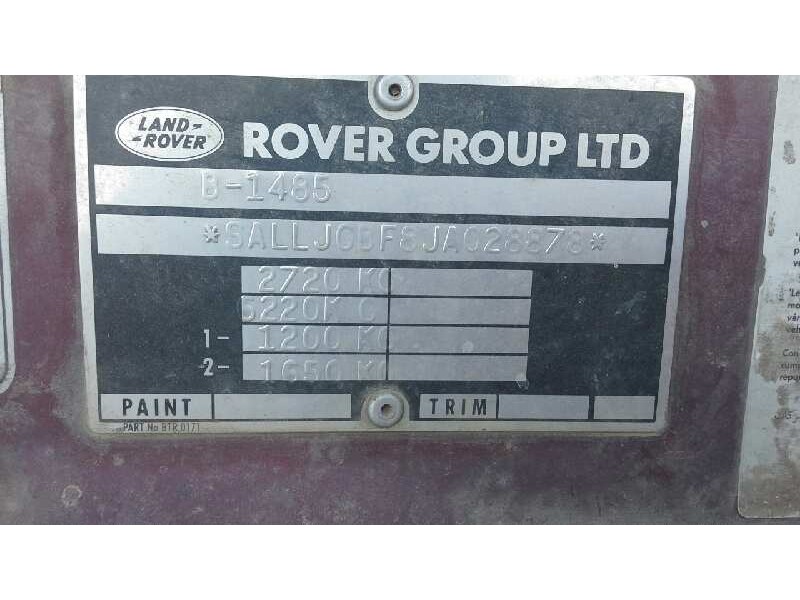 LAND-
-ROVER
ROVER GROUP LTD
B-1485
*SALLJGBF8JA028878*
2720 KG
5220K G
1- 1200 KG
2- 1650 KG
PAINT TRIM
PART No BTR 0171